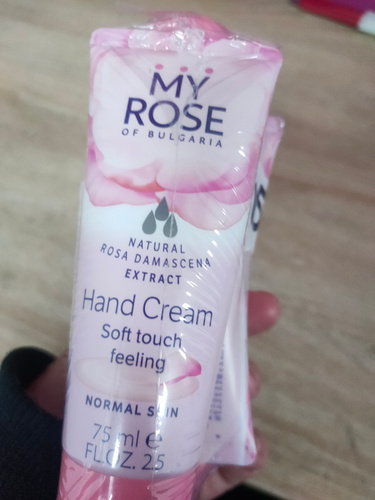 MY
ROSE
OF BULGARIA
NATURAL
ROSA DAMASCENA
EXTRACT
Hand Cream
Soft touch
feeling
NORMAL SKIN
75 ml e
FL.OZ. 2.5